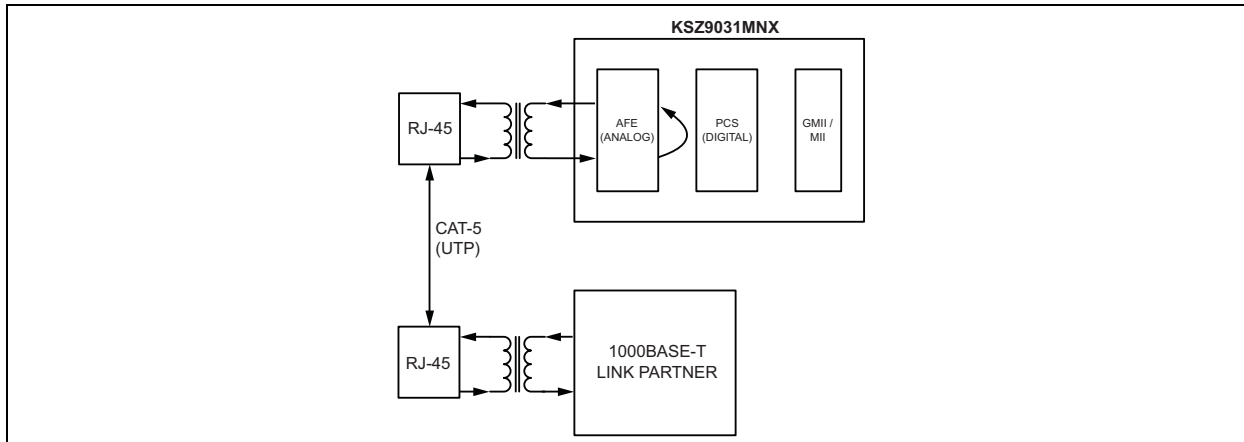 KSZ9031MNX
RJ-45
AFE
(ANALOG)
PCS
(DIGITAL)
GMII /
MII
CAT-5
(UTP)
RJ-45
1000BASE-T
LINK PARTNER